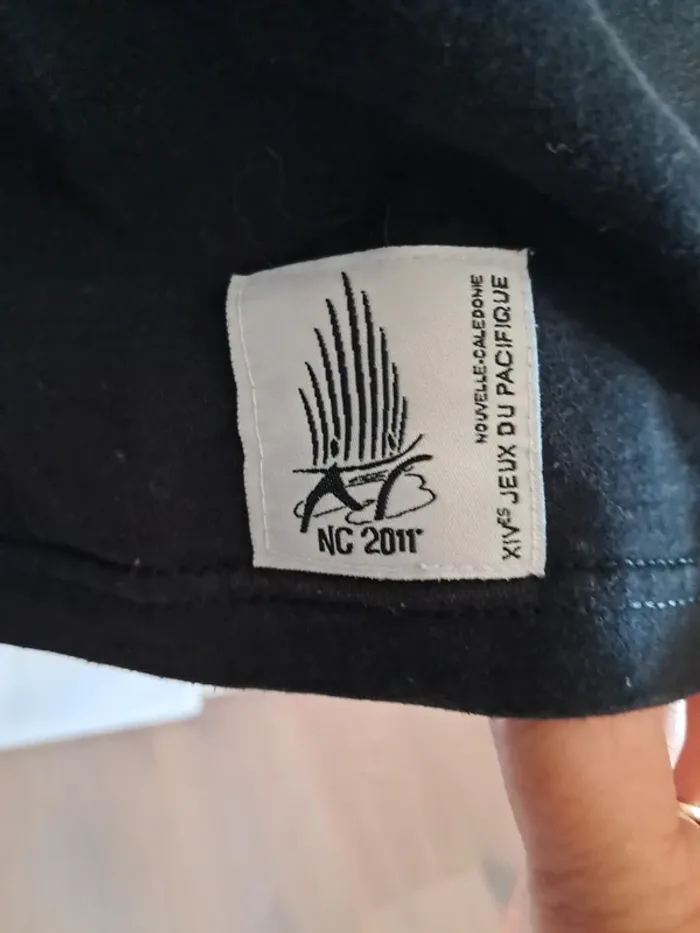 NC 2011
NOUVELLE-CALEDONIE
XIVES JEUX DU PACIFIQUE